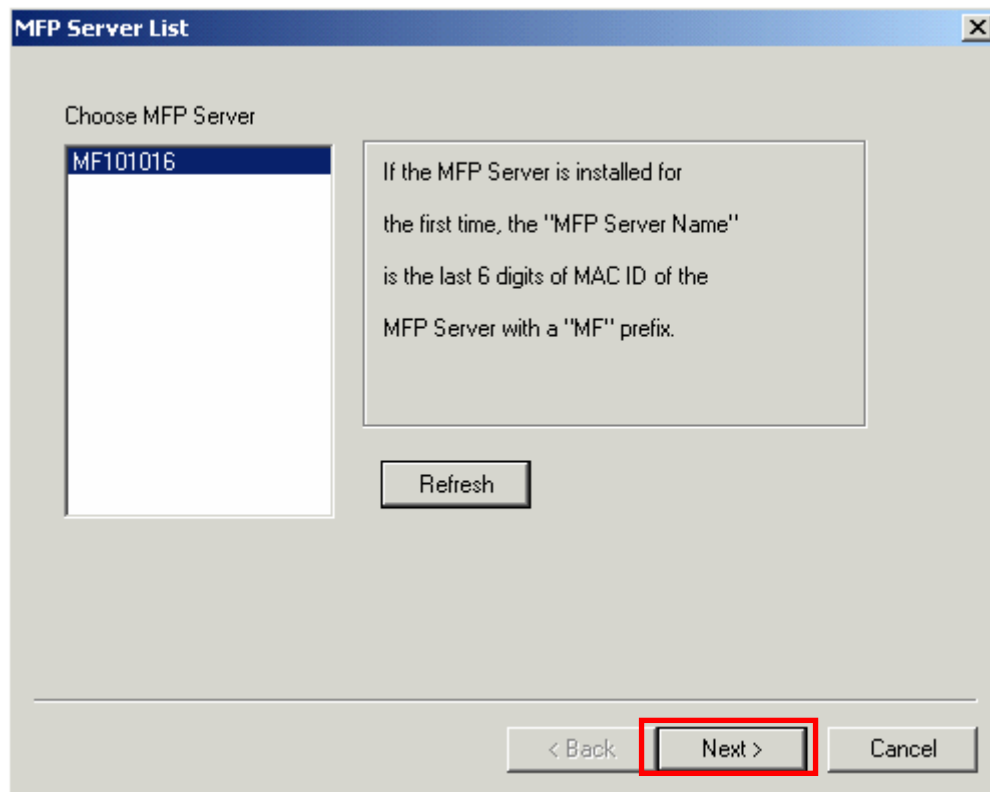 MFP Server List
Choose MFP Server
MF101016
If the MFP Server is installed for
the first time, the "MFP Server Name"
is the last 6 digits of MAC ID of the
MFP Server with a "MF" prefix.
Refresh
< Back
Next >
Cancel